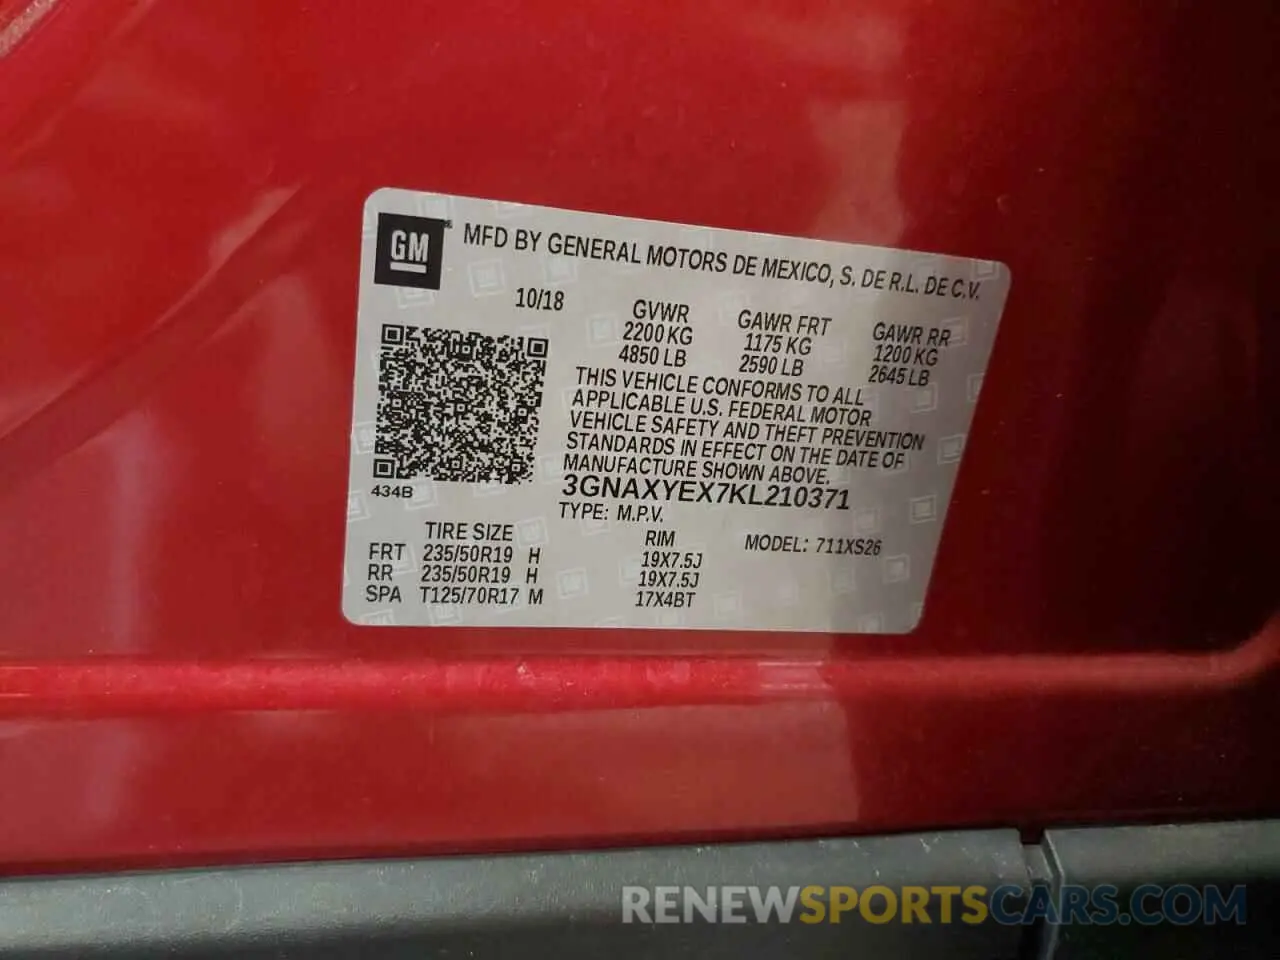 GM
MFD BY GENERAL MOTORS DE MEXICO, S. DE R.L. DE C.V.
10/18
GVWR
2200 KG
4850 LB
GAWR FRT
1175 KG
2590 LB
GAWR RR
1200 KG
2645 LB
THIS VEHICLE CONFORMS TO ALL
APPLICABLE U.S. FEDERAL MOTOR
VEHICLE SAFETY AND THEFT PREVENTION
STANDARDS IN EFFECT ON THE DATE OF
MANUFACTURE SHOWN ABOVE.
434B
3GNAXYEX7KL210371
TYPE: M.P.V.
TIRE SIZE RIM MODEL: 711XS26
FRT 235/50R19 H 19X7.5J
RR 235/50R19 H 19X7.5J
SPA T125/70R17 M 17X4BT
RENEWSPORTSCARS.COM